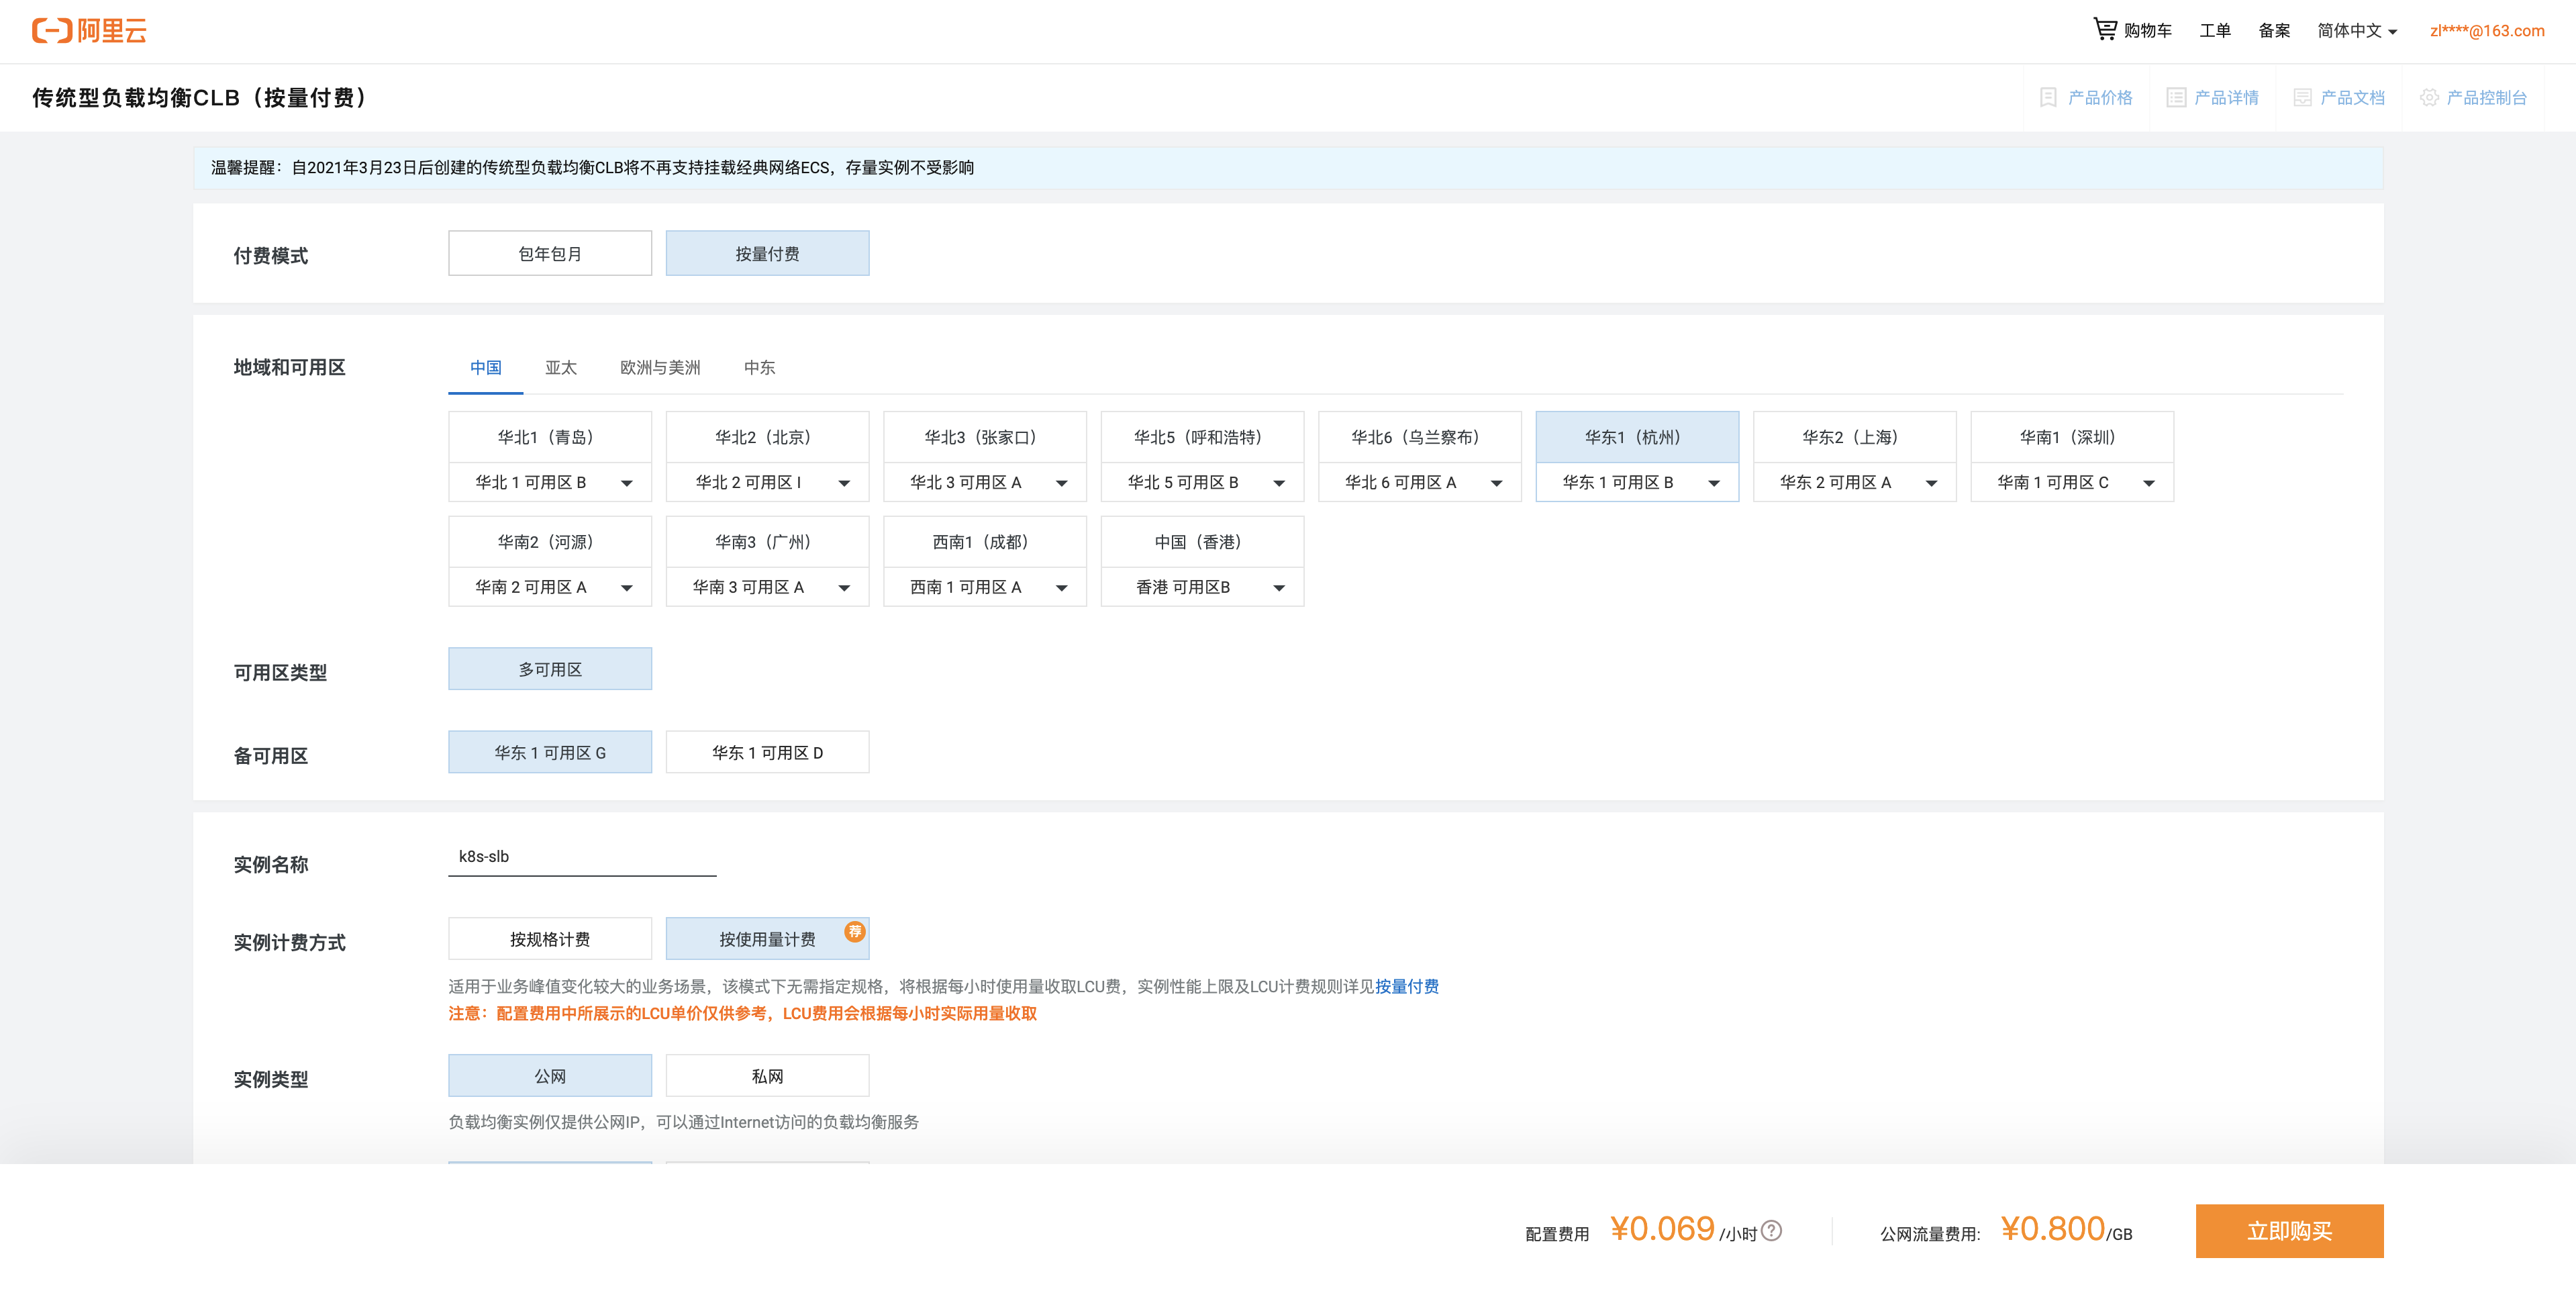 阿里云
购物车 工单 备案 简体中文 zl****@163.com
传统型负载均衡CLB（按量付费）
产品价格 产品详情 产品文档 产品控制台
温馨提醒：自2021年3月23日后创建的传统型负载均衡CLB将不再支持挂载经典网络ECS，存量实例不受影响
付费模式 包年包月 按量付费
地域和可用区 中国 亚太 欧洲与美洲 中东
华北1（青岛） 华北2（北京） 华北3（张家口） 华北5（呼和浩特） 华北6（乌兰察布） 华东1（杭州） 华东2（上海） 华南1（深圳）
华北 1 可用区 B 华北 2 可用区 I 华北 3 可用区 A 华北 5 可用区 B 华北 6 可用区 A 华东 1 可用区 B 华东 2 可用区 A 华南 1 可用区 C
华南2（河源） 华南3（广州） 西南1（成都） 中国（香港）
华南 2 可用区 A 华南 3 可用区 A 西南 1 可用区 A 香港 可用区B
可用区类型 多可用区
备可用区 华东 1 可用区 G 华东 1 可用区 D
实例名称 k8s-slb
实例计费方式 按规格计费 按使用量计费 荐
适用于业务峰值变化较大的业务场景，该模式下无需指定规格，将根据每小时使用量收取LCU费，实例性能上限及LCU计费规则详见按量付费
注意：配置费用中所展示的LCU单价仅供参考，LCU费用会根据每小时实际用量收取
实例类型 公网 私网
负载均衡实例仅提供公网IP，可以通过Internet访问的负载均衡服务
配置费用 ¥0.069 /小时 公网流量费用: ¥0.800/GB 立即购买